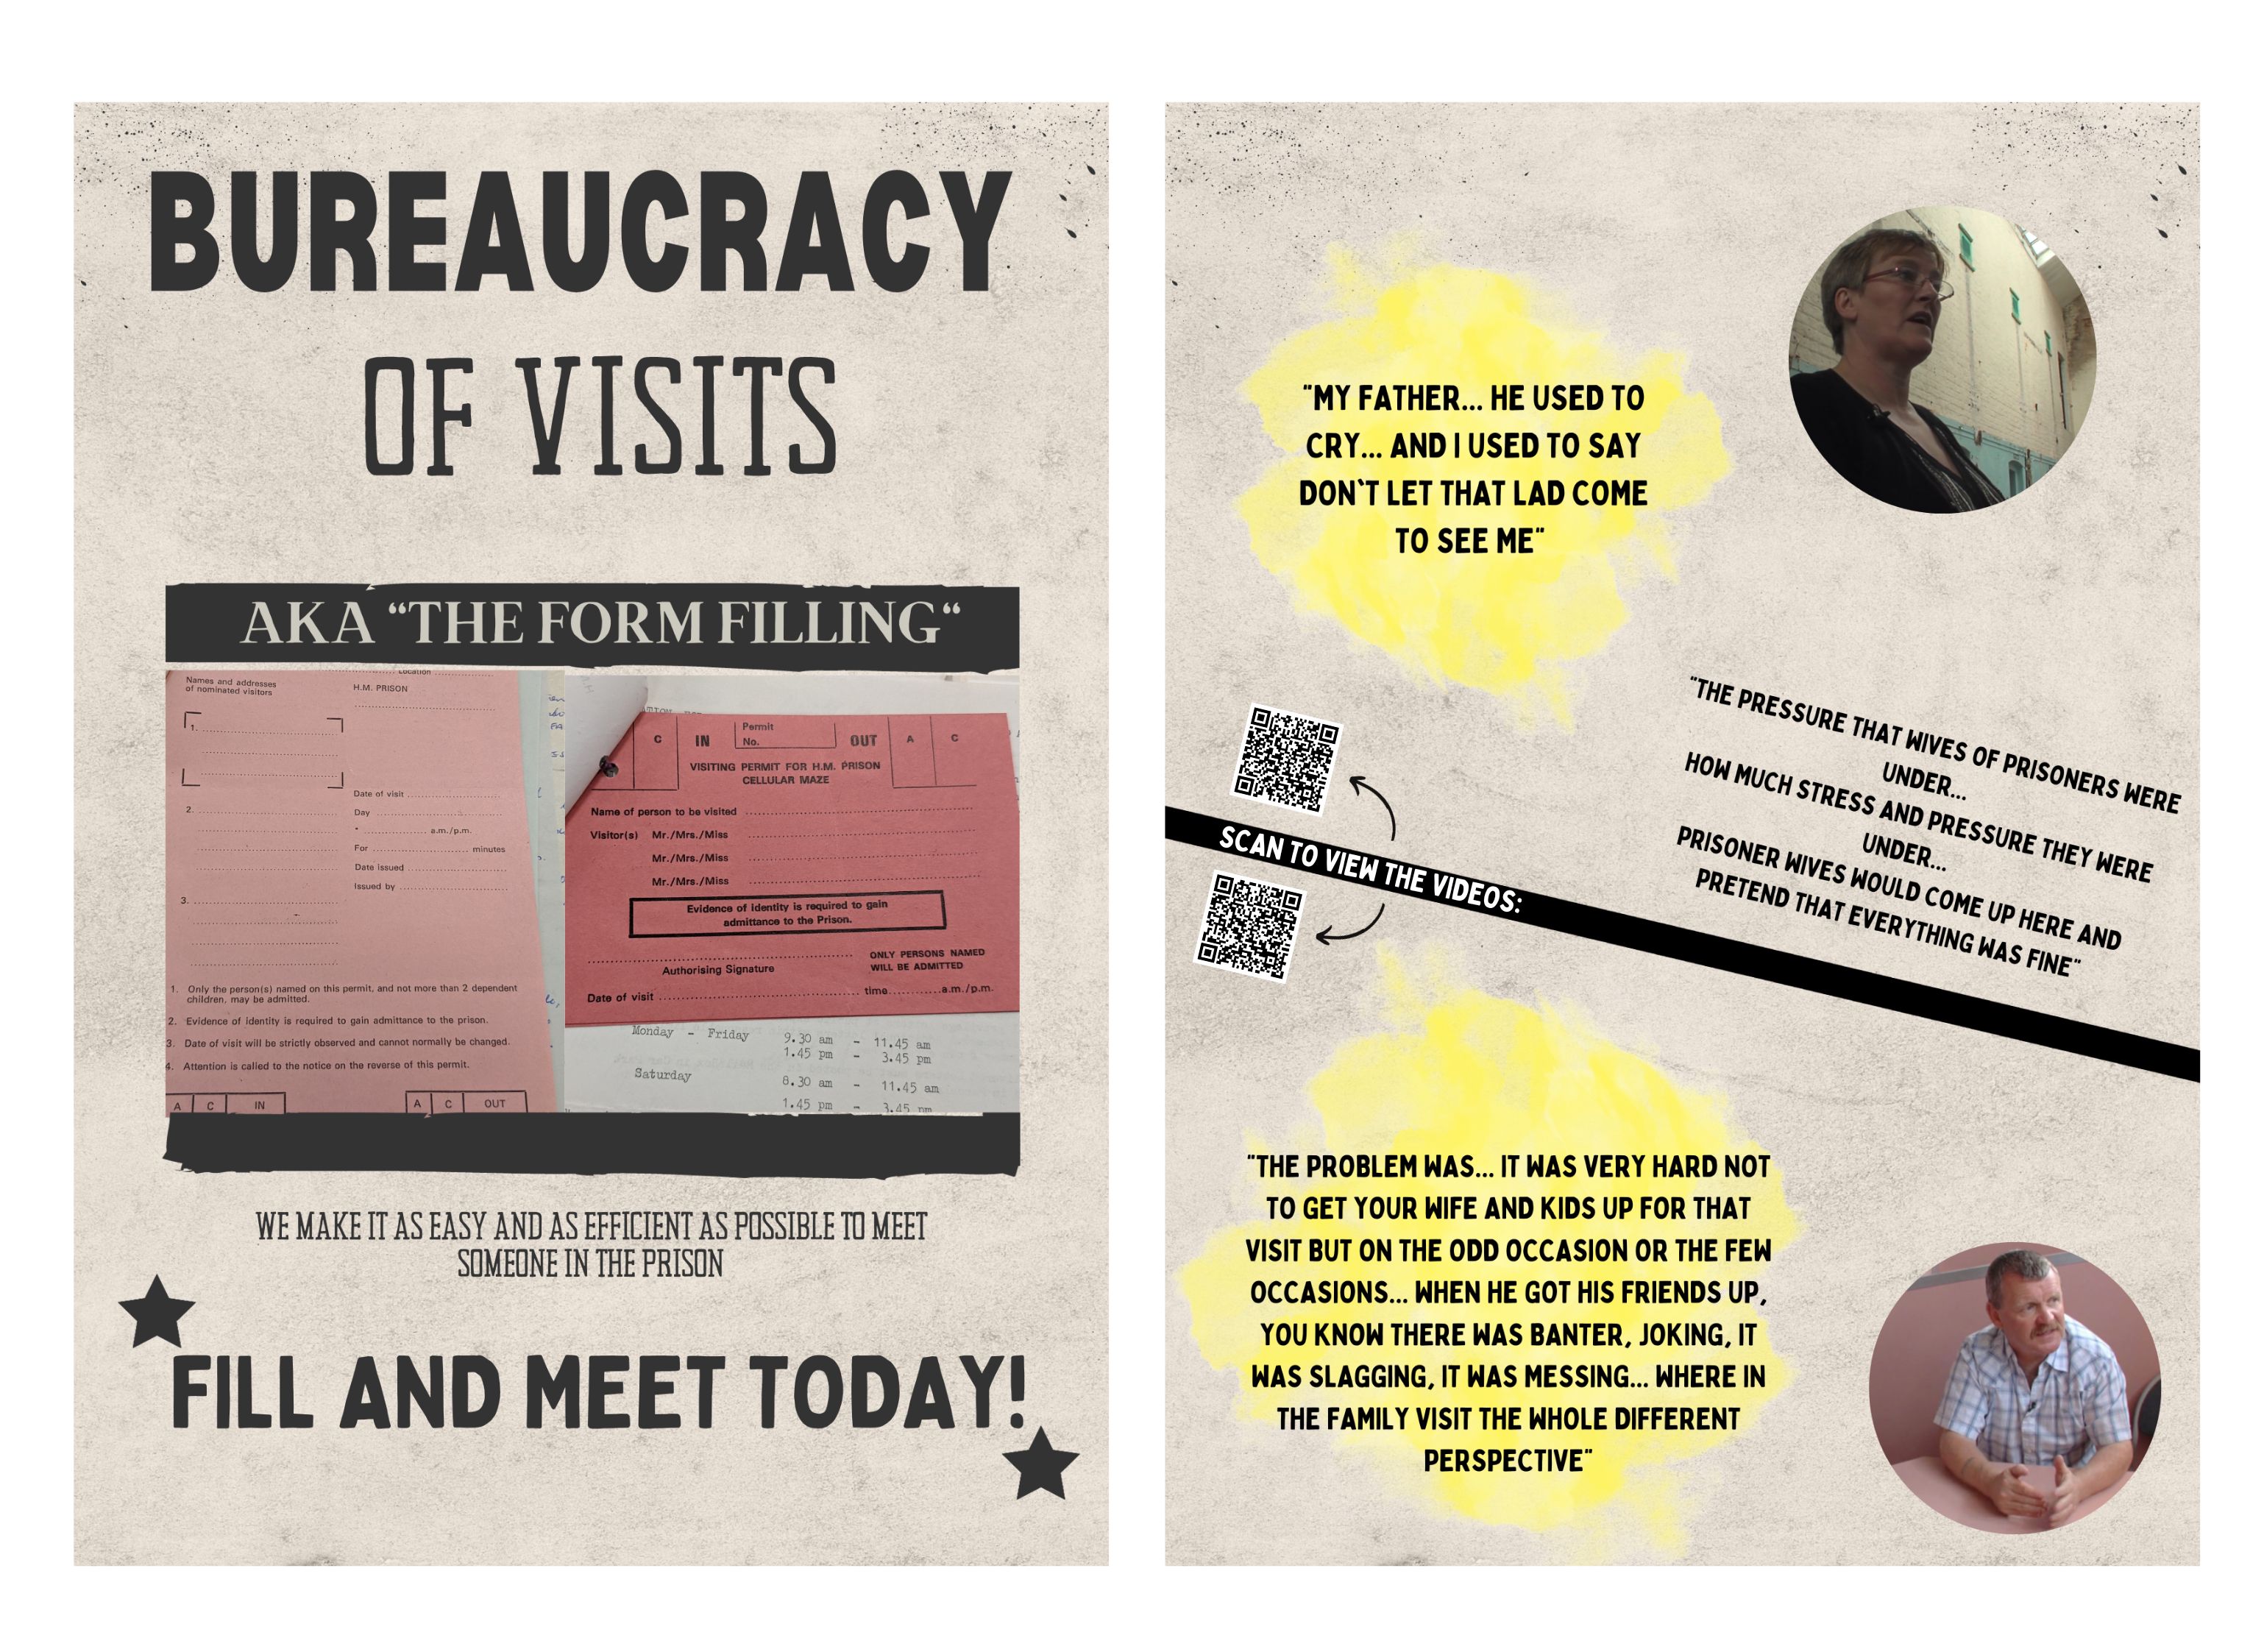 BUREAUCRACY
OF VISITS
AKA “THE FORM FILLING“
Location
Names and addresses
of nominated visitors
H.M. PRISON
1.
2.
3.
Date of visit
Day
a.m./p.m.
For minutes
Date issued
Issued by
1. Only the person(s) named on this permit, and not more than 2 dependent
children, may be admitted.
2. Evidence of identity is required to gain admittance to the prison.
3. Date of visit will be strictly observed and cannot normally be changed.
4. Attention is called to the notice on the reverse of this permit.
A C IN
A C OUT
C IN Permit No. OUT A C
VISITING PERMIT FOR H.M. PRISON
CELLULAR MAZE
Name of person to be visited
Visitor(s) Mr./Mrs./Miss
Mr./Mrs./Miss
Mr./Mrs./Miss
Evidence of identity is required to gain
admittance to the Prison.
Authorising Signature
ONLY PERSONS NAMED
WILL BE ADMITTED
Date of visit time a.m./p.m.
Monday - Friday 9.30 am - 11.45 am
1.45 pm - 3.45 pm
Saturday 8.30 am - 11.45 am
1.45 pm - 3.45 pm
WE MAKE IT AS EASY AND AS EFFICIENT AS POSSIBLE TO MEET
SOMEONE IN THE PRISON
FILL AND MEET TODAY!
"MY FATHER... HE USED TO
CRY... AND I USED TO SAY
DON`T LET THAT LAD COME
TO SEE ME"
"THE PRESSURE THAT WIVES OF PRISONERS WERE
UNDER...
HOW MUCH STRESS AND PRESSURE THEY WERE
UNDER...
PRISONER WIVES WOULD COME UP HERE AND
PRETEND THAT EVERYTHING WAS FINE"
SCAN TO VIEW THE VIDEOS:
"THE PROBLEM WAS... IT WAS VERY HARD NOT
TO GET YOUR WIFE AND KIDS UP FOR THAT
VISIT BUT ON THE ODD OCCASION OR THE FEW
OCCASIONS... WHEN HE GOT HIS FRIENDS UP,
YOU KNOW THERE WAS BANTER, JOKING, IT
WAS SLAGGING, IT WAS MESSING... WHERE IN
THE FAMILY VISIT THE WHOLE DIFFERENT
PERSPECTIVE"